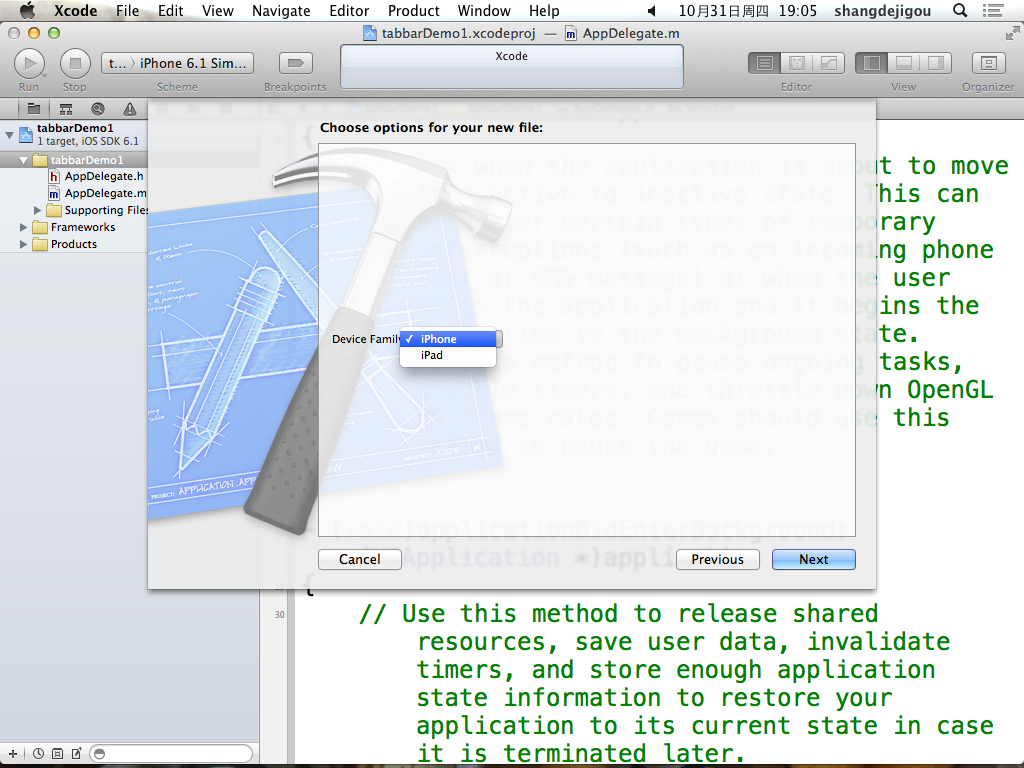 Xcode File Edit View Navigate Editor Product Window Help 10月31日周四 19:05 shangdejigou
tabbarDemo1.xcodeproj — AppDelegate.m
t... 〉 iPhone 6.1 Sim...
Xcode
Run Stop Scheme Breakpoints Editor View Organizer
tabbarDemo1
1 target, iOS SDK 6.1
tabbarDemo1
AppDelegate.h
AppDelegate.m
Supporting Files
Frameworks
Products
Choose options for your new file:
{
when the application is about to move
active to inactive state. This can
for certain types of temporary
interruptions (such as an incoming phone
or SMS message) or when the user
the application and it begins the
to the background state.
method to pause ongoing tasks,
timers, and throttle down OpenGL
rates. Games should use this
to pause the game.
Device Family
✓ iPhone
iPad
PROJECT: APPLICATION.APP
- (void)applicationDidEnterBackground:
Application *)appli
Cancel Previous Next
{
30 // Use this method to release shared
resources, save user data, invalidate
timers, and store enough application
state information to restore your
application to its current state in case
it is terminated later.